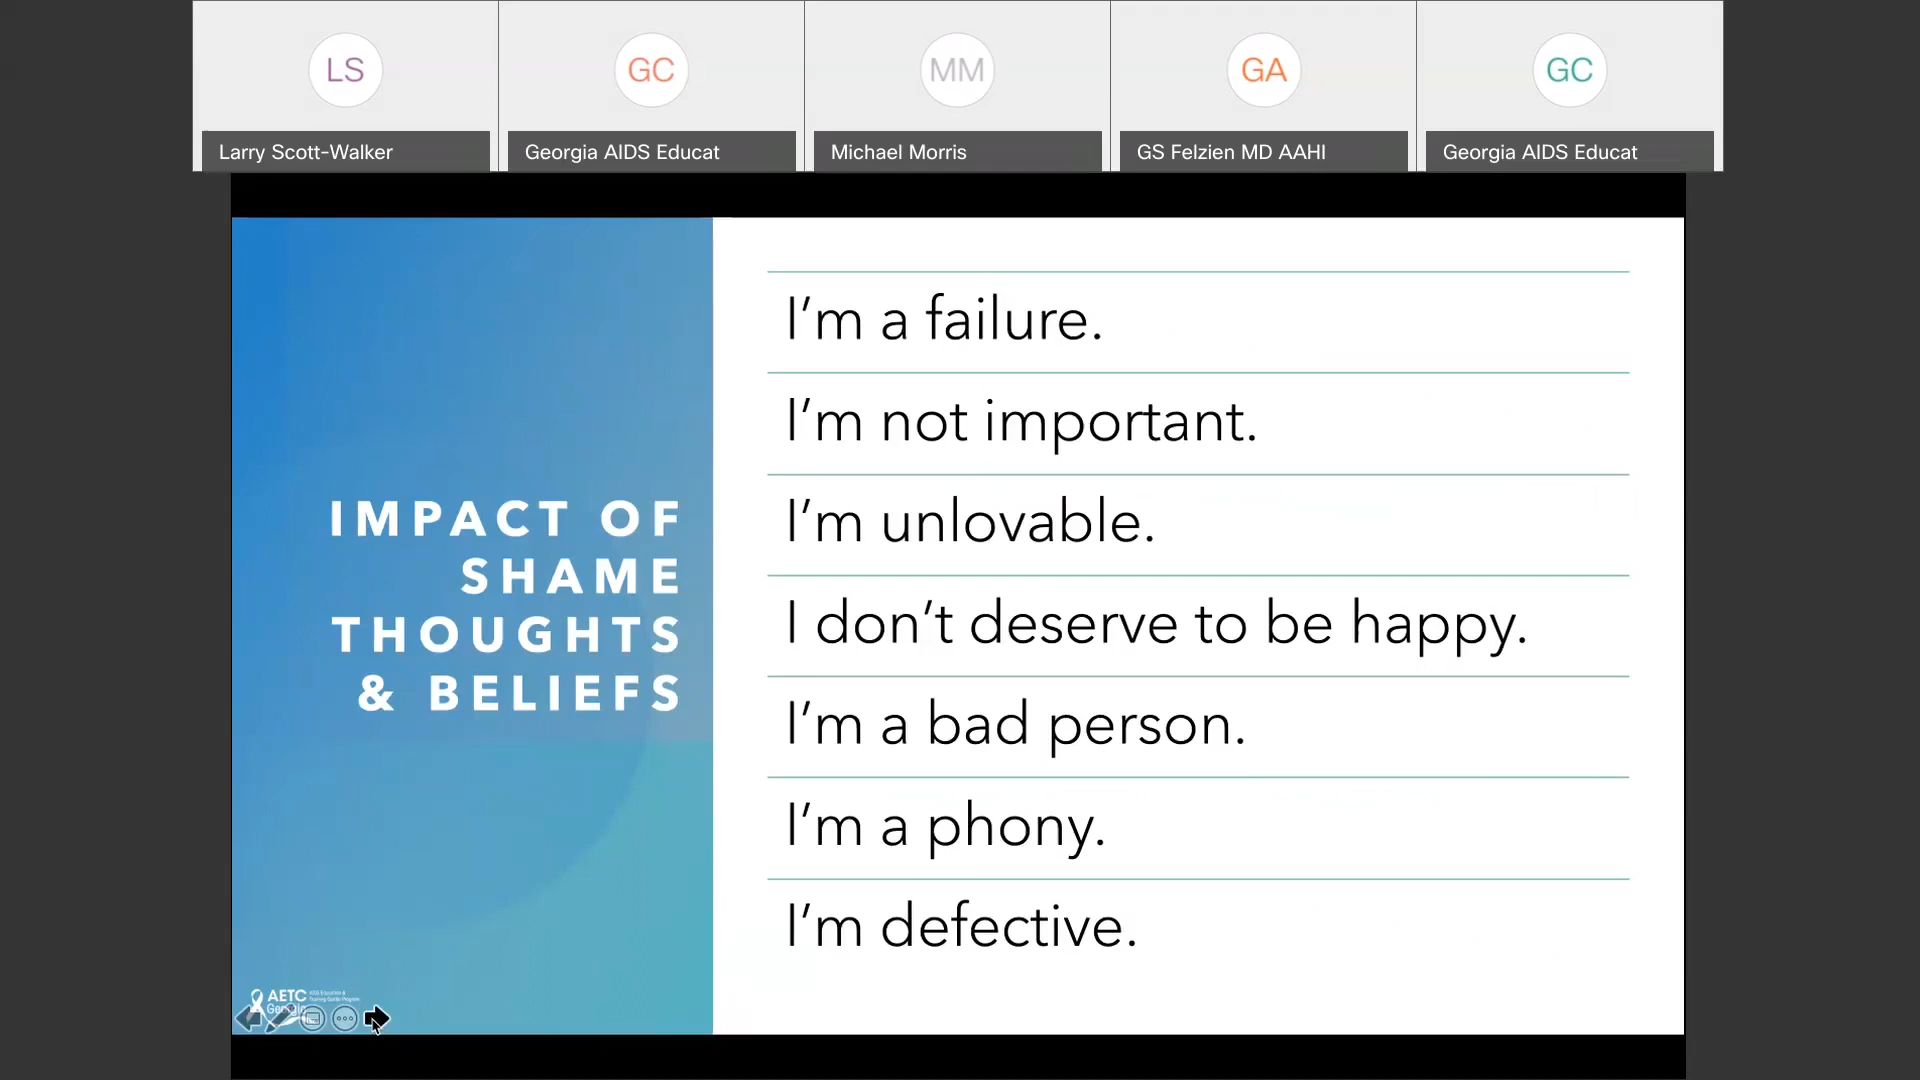 LS
GC
MM
GA
GC
Larry Scott-Walker
Georgia AIDS Educat
Michael Morris
GS Felzien MD AAHI
Georgia AIDS Educat
IMPACT OF
SHAME
THOUGHTS
& BELIEFS
I’m a failure.
I’m not important.
I’m unlovable.
I don’t deserve to be happy.
I’m a bad person.
I’m a phony.
I’m defective.
AETC
Georgia